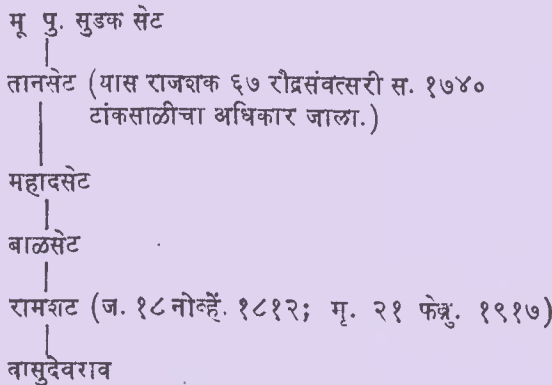 मू पु. सुडक सेट
तानसेट (यास राजशक ६७ रौद्रसंवत्सरी स. १७४०
टांकसाळीचा अधिकार जाला.)
महादसेट
बाळसेट
रामशट (ज. १८ नोव्हें. १८१२; मृ. २१ फेब्रु. १९१७)
वासुदेवराव